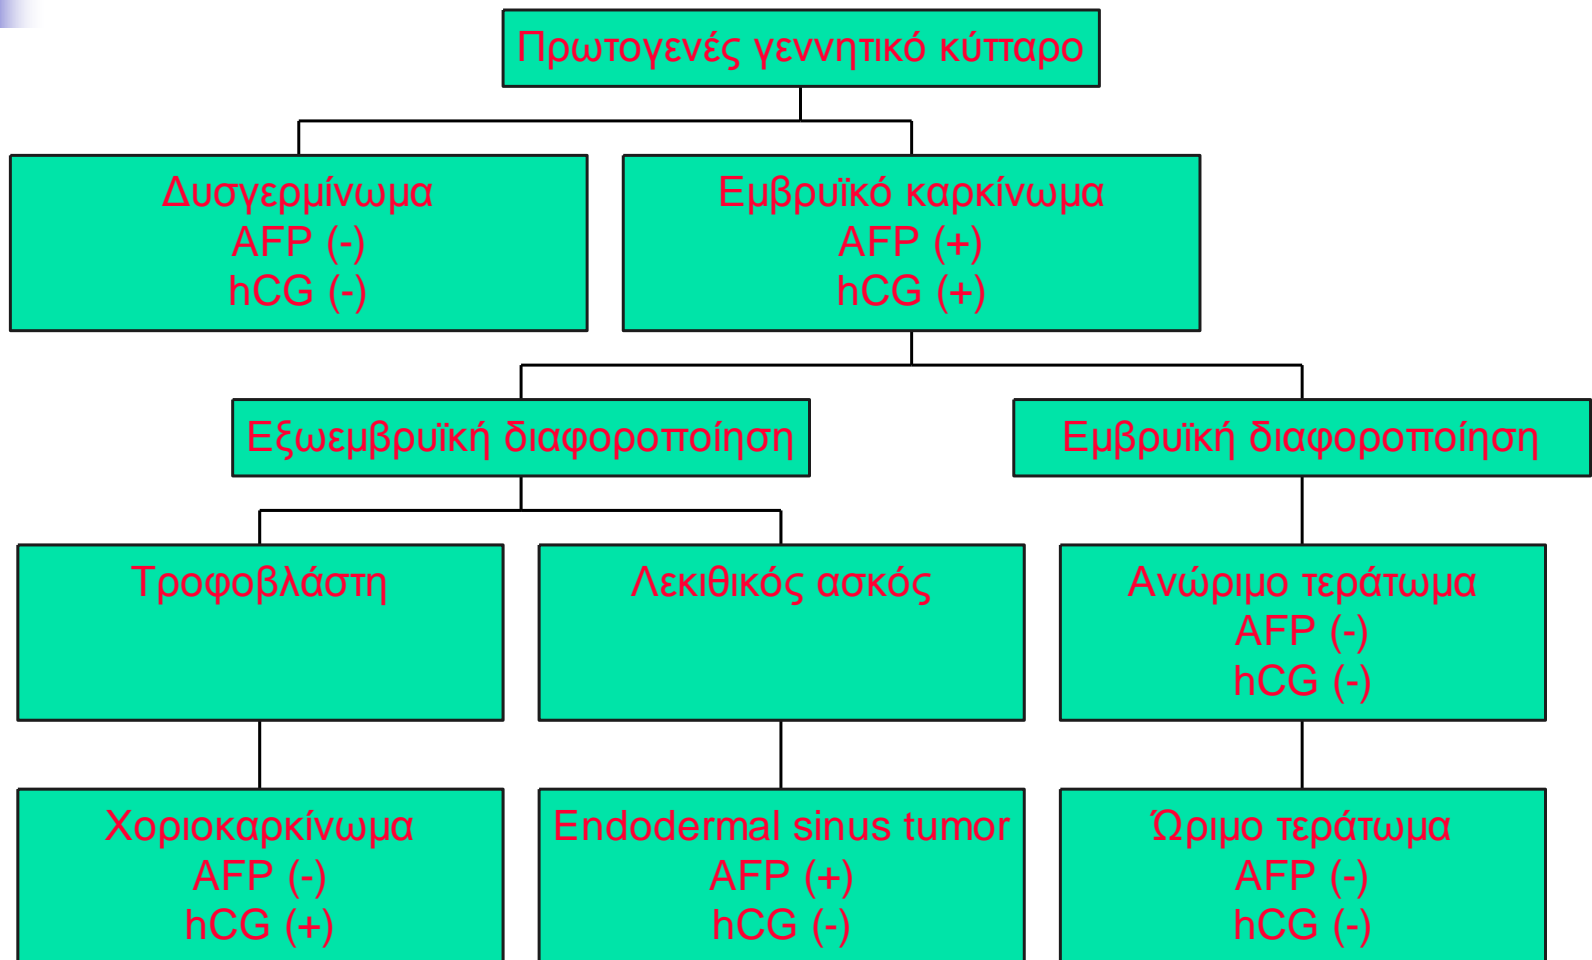 Πρωτογενές γεννητικό κύτταρο
Δυσγερμίνωμα
AFP (-)
hCG (-)
Εμβρυϊκό καρκίνωμα
AFP (+)
hCG (+)
Εξωεμβρυϊκή διαφοροποίηση
Εμβρυϊκή διαφοροποίηση
Τροφοβλάστη
Λεκιθικός ασκός
Ανώριμο τεράτωμα
AFP (-)
hCG (-)
Χοριοκαρκίνωμα
AFP (-)
hCG (+)
Endodermal sinus tumor
AFP (+)
hCG (-)
Ώριμο τεράτωμα
AFP (-)
hCG (-)